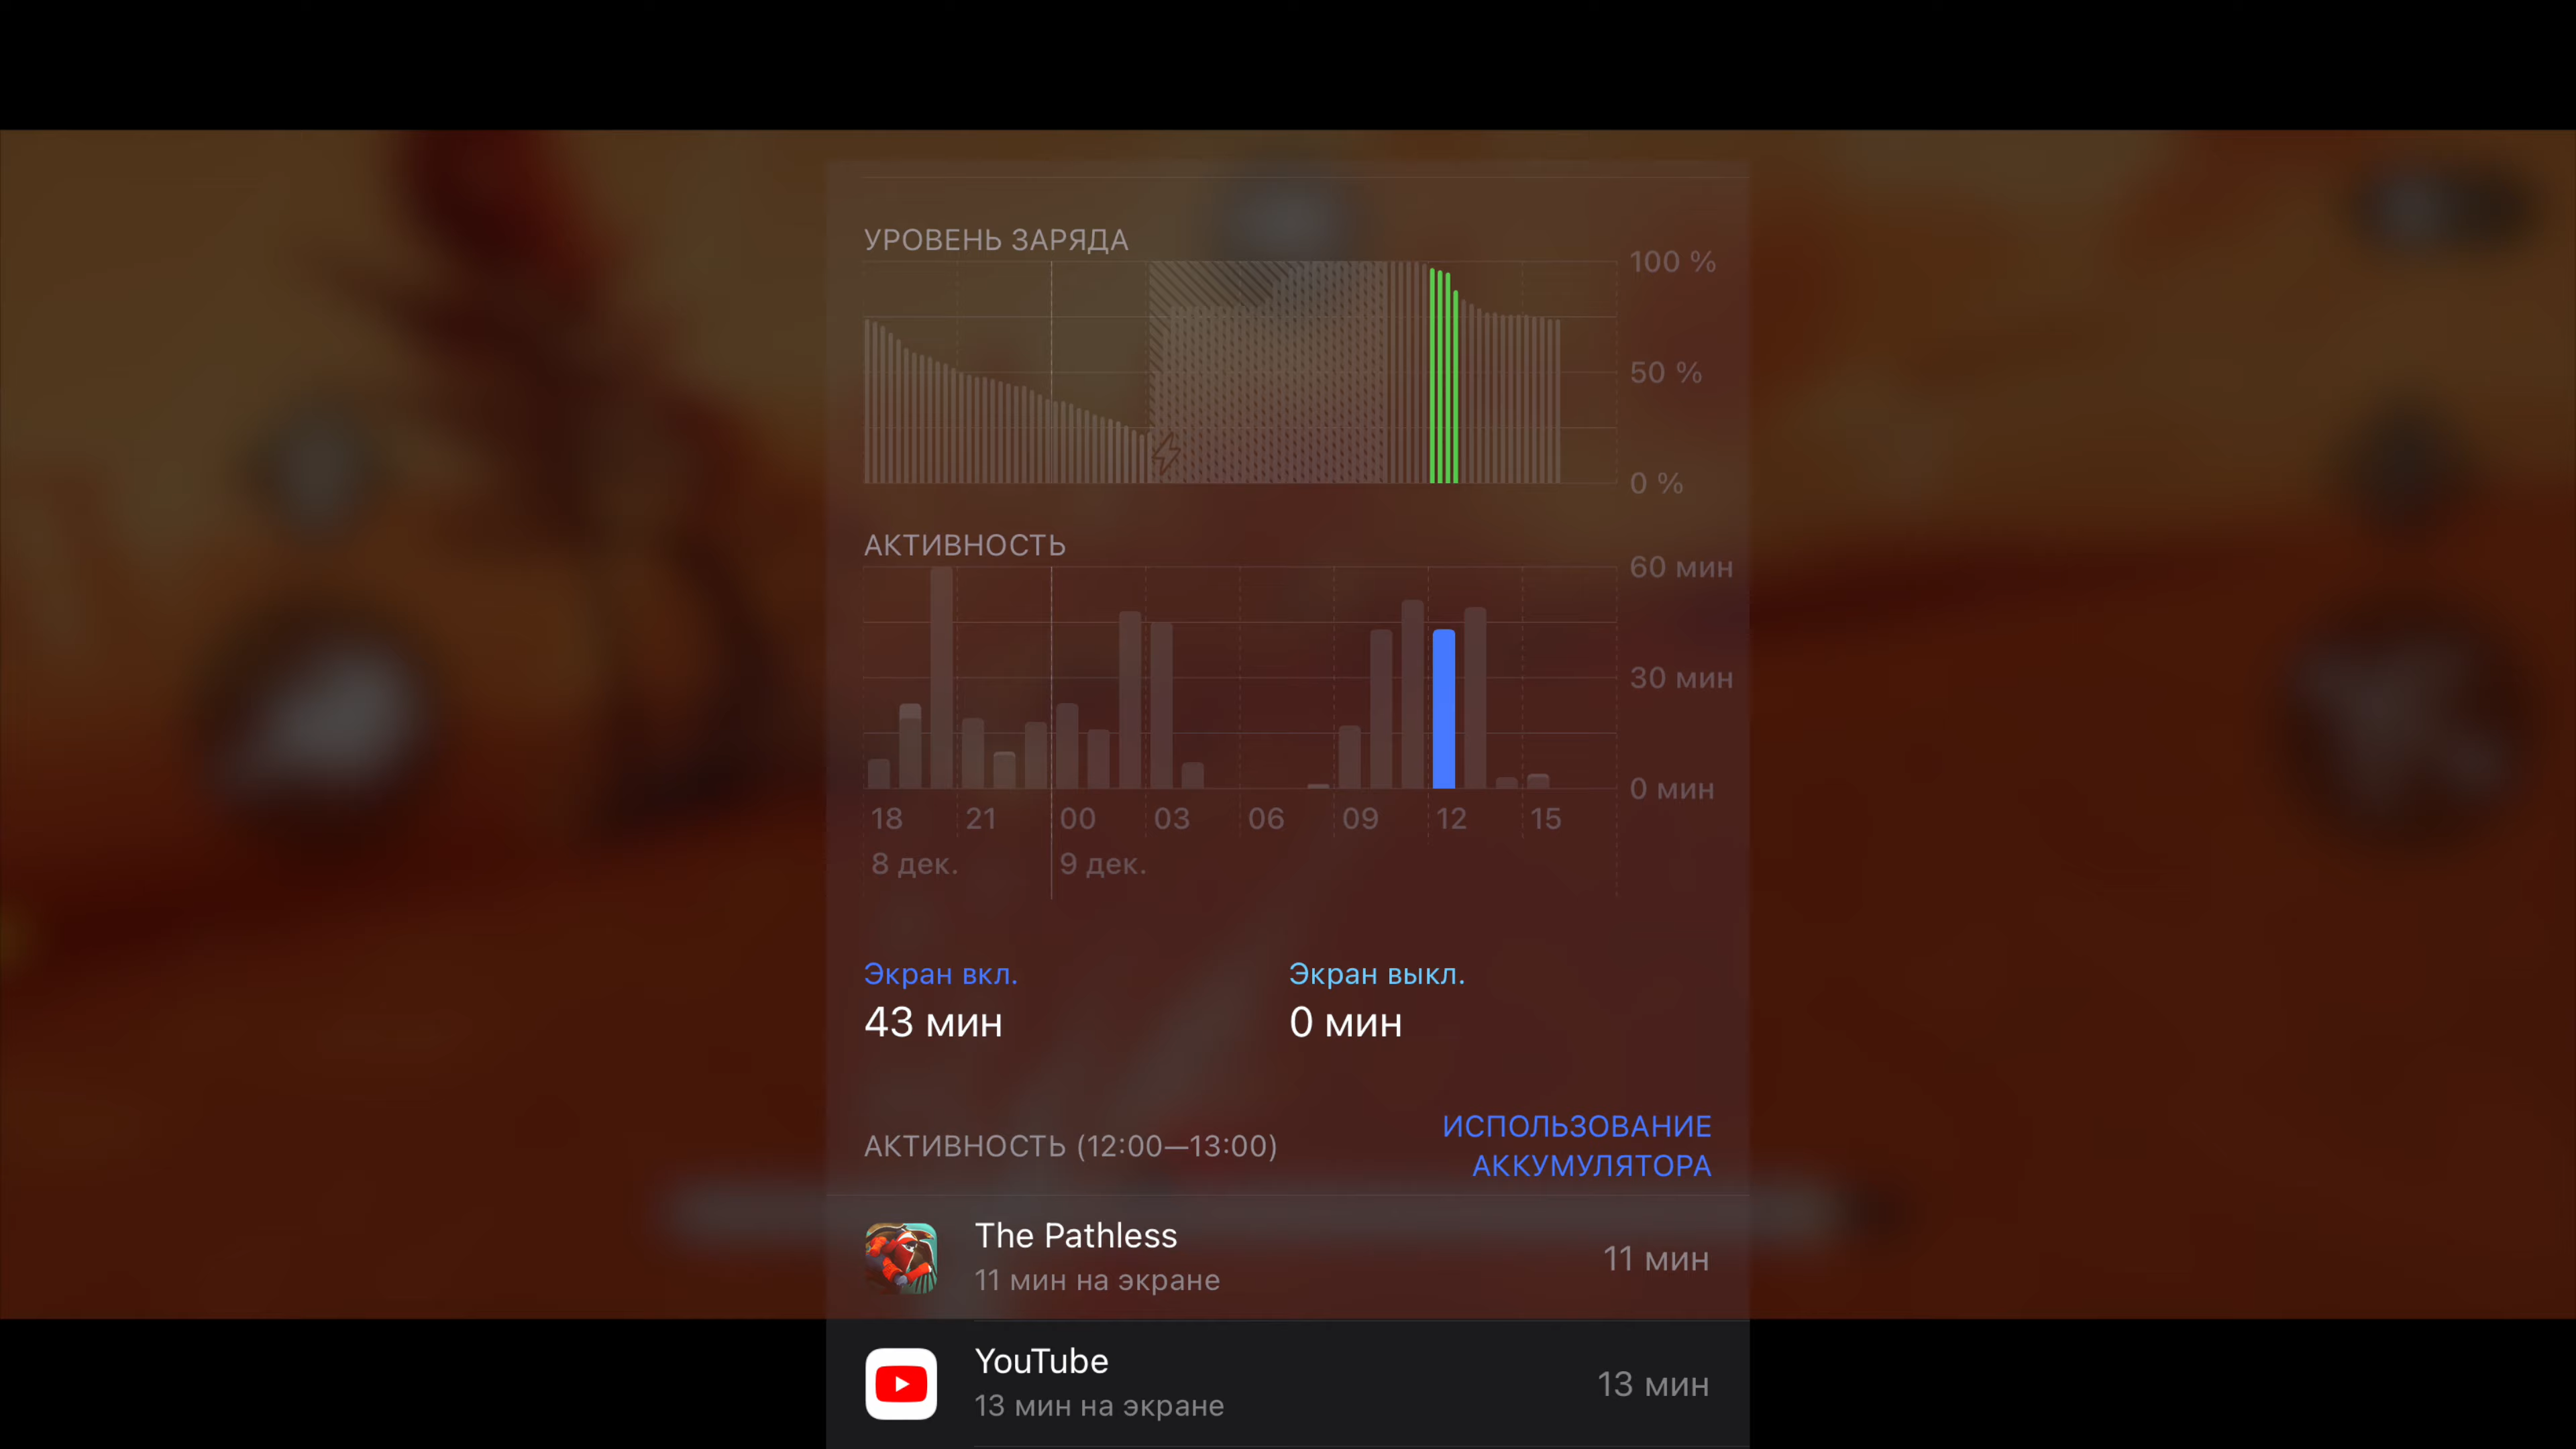 УРОВЕНЬ ЗАРЯДА
100 %
50 %
0 %
АКТИВНОСТЬ
60 мин
30 мин
0 мин
18 21 00 03 06 09 12 15
8 дек. 9 дек.
Экран вкл. Экран выкл.
43 мин 0 мин
АКТИВНОСТЬ (12:00—13:00)
ИСПОЛЬЗОВАНИЕ
АККУМУЛЯТОРА
The Pathless
11 мин на экране
11 мин
YouTube
13 мин на экране
13 мин